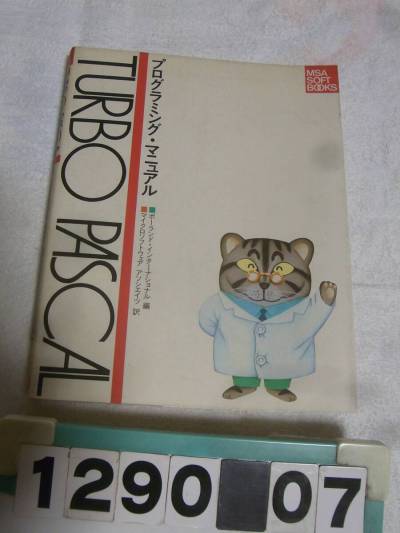 TURBO PASCAL
プログラミング・マニュアル
ボーランド・インターナショナル 編
マイクロソフトウェア アソシエイツ 訳
MSA
SOFT
BOOKS
1290 07